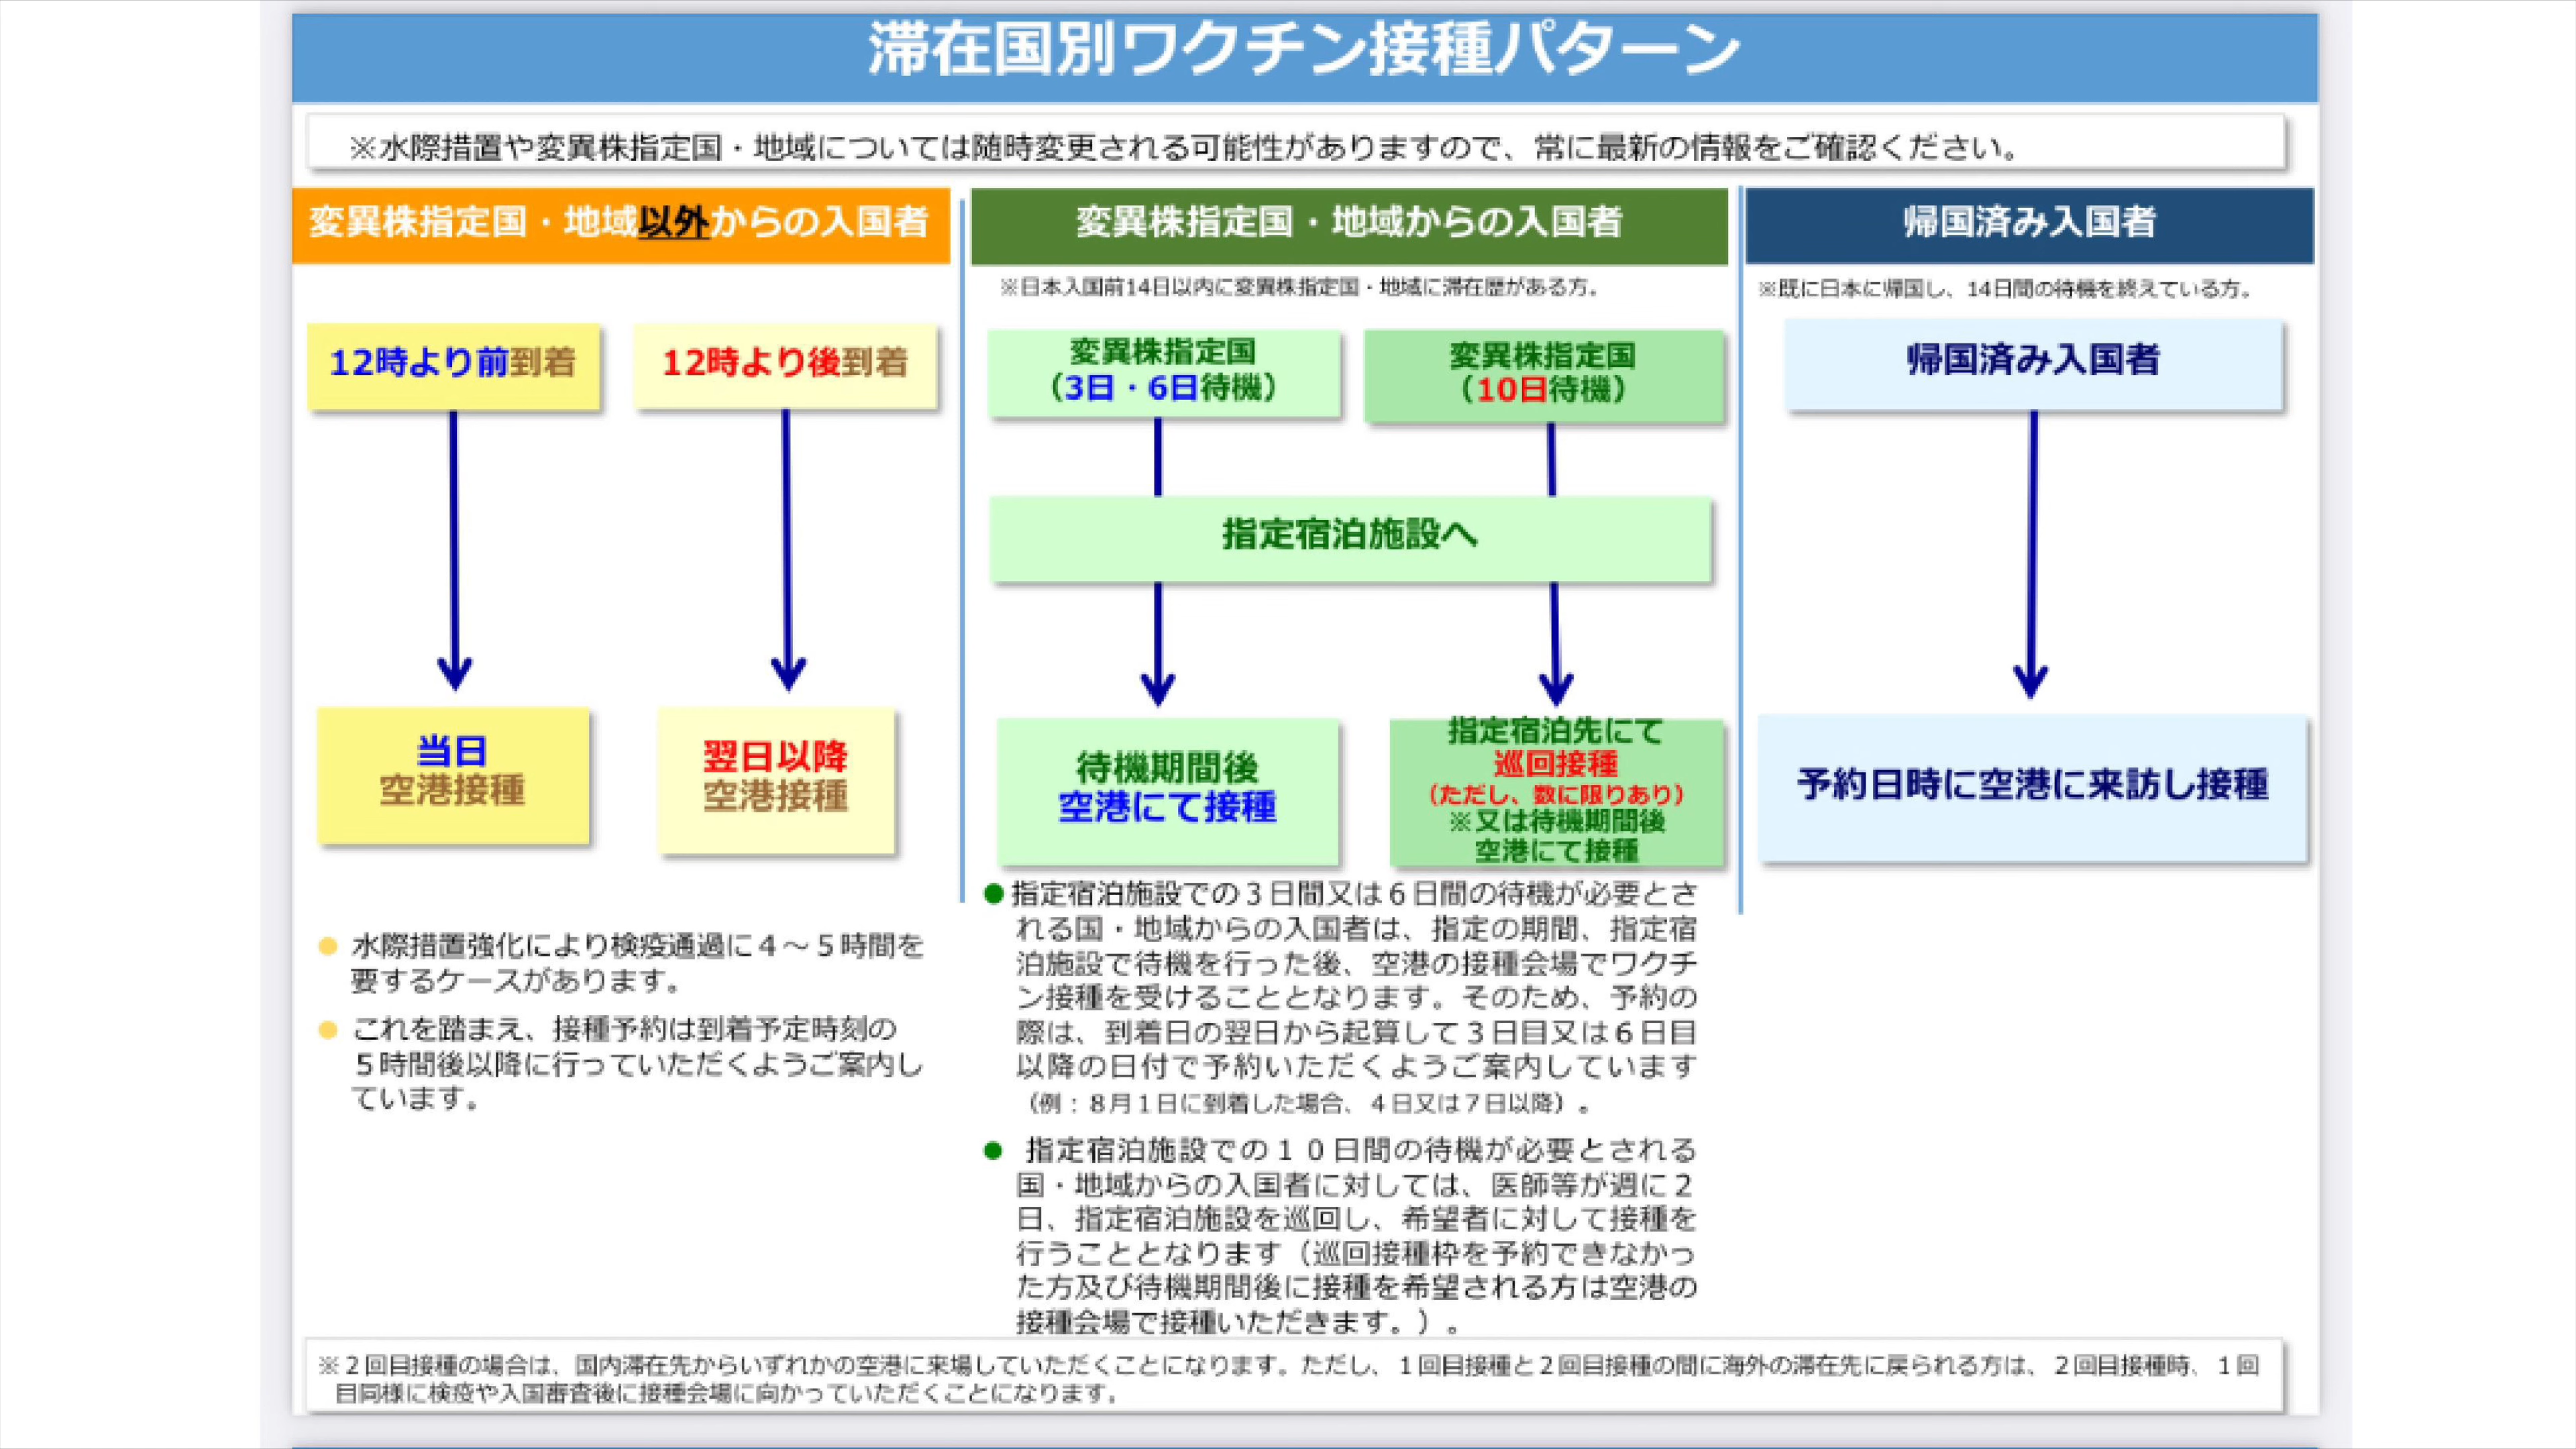 滞在国別ワクチン接種パターン
※水際措置や変異株指定国・地域については随時変更される可能性がありますので、常に最新の情報をご確認ください。
変異株指定国・地域以外からの入国者
12時より前到着
12時より後到着
当日
空港接種
翌日以降
空港接種
● 水際措置強化により検疫通過に４～５時間を
要するケースがあります。
● これを踏まえ、接種予約は到着予定時刻の
５時間後以降に行っていただくようご案内し
ています。
変異株指定国・地域からの入国者
※日本入国前14日以内に変異株指定国・地域に滞在歴がある方。
変異株指定国
（3日・6日待機）
変異株指定国
（10日待機）
指定宿泊施設へ
待機期間後
空港にて接種
指定宿泊先にて
巡回接種
（ただし、数に限りあり）
※又は待機期間後
空港にて接種
● 指定宿泊施設での３日間又は６日間の待機が必要とさ
れる国・地域からの入国者は、指定の期間、指定宿
泊施設で待機を行った後、空港の接種会場でワクチ
ン接種を受けることとなります。そのため、予約の
際は、到着日の翌日から起算して３日目又は６日目
以降の日付で予約いただくようご案内しています
（例：８月１日に到着した場合、４日又は７日以降）。
● 指定宿泊施設での１０日間の待機が必要とされる
国・地域からの入国者に対しては、医師等が週に２
日、指定宿泊施設を巡回し、希望者に対して接種を
行うこととなります（巡回接種枠を予約できなかっ
た方及び待機期間後に接種を希望される方は空港の
接種会場で接種いただきます。）。
帰国済み入国者
※既に日本に帰国し、14日間の待機を終えている方。
帰国済み入国者
予約日時に空港に来訪し接種
※２回目接種の場合は、国内滞在先からいずれかの空港に来場していただくことになります。ただし、１回目接種と２回目接種の間に海外の滞在先に戻られる方は、２回目接種時、１回
目同様に検疫や入国審査後に接種会場に向かっていただくことになります。